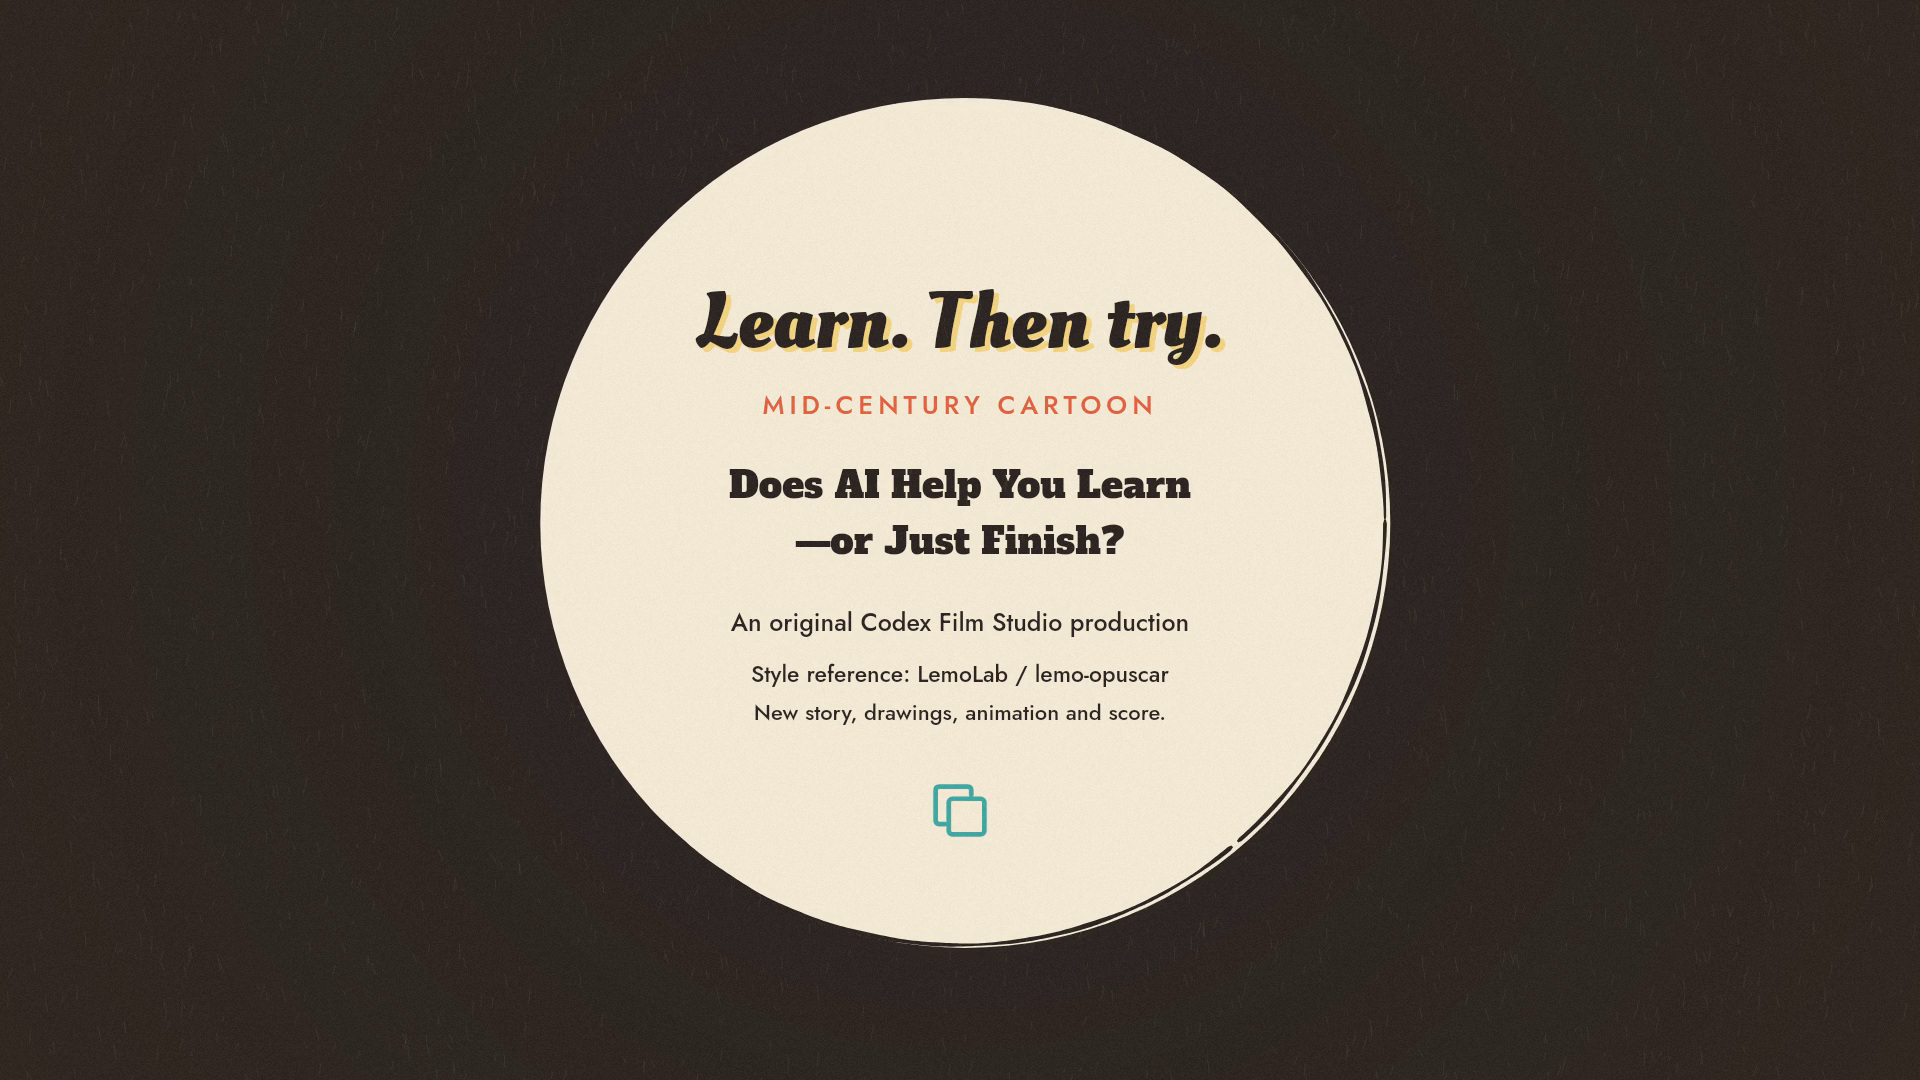 Learn. Then try.
MID-CENTURY CARTOON
Does AI Help You Learn
—or Just Finish?
An original Codex Film Studio production
Style reference: LemoLab / lemo-opuscar
New story, drawings, animation and score.